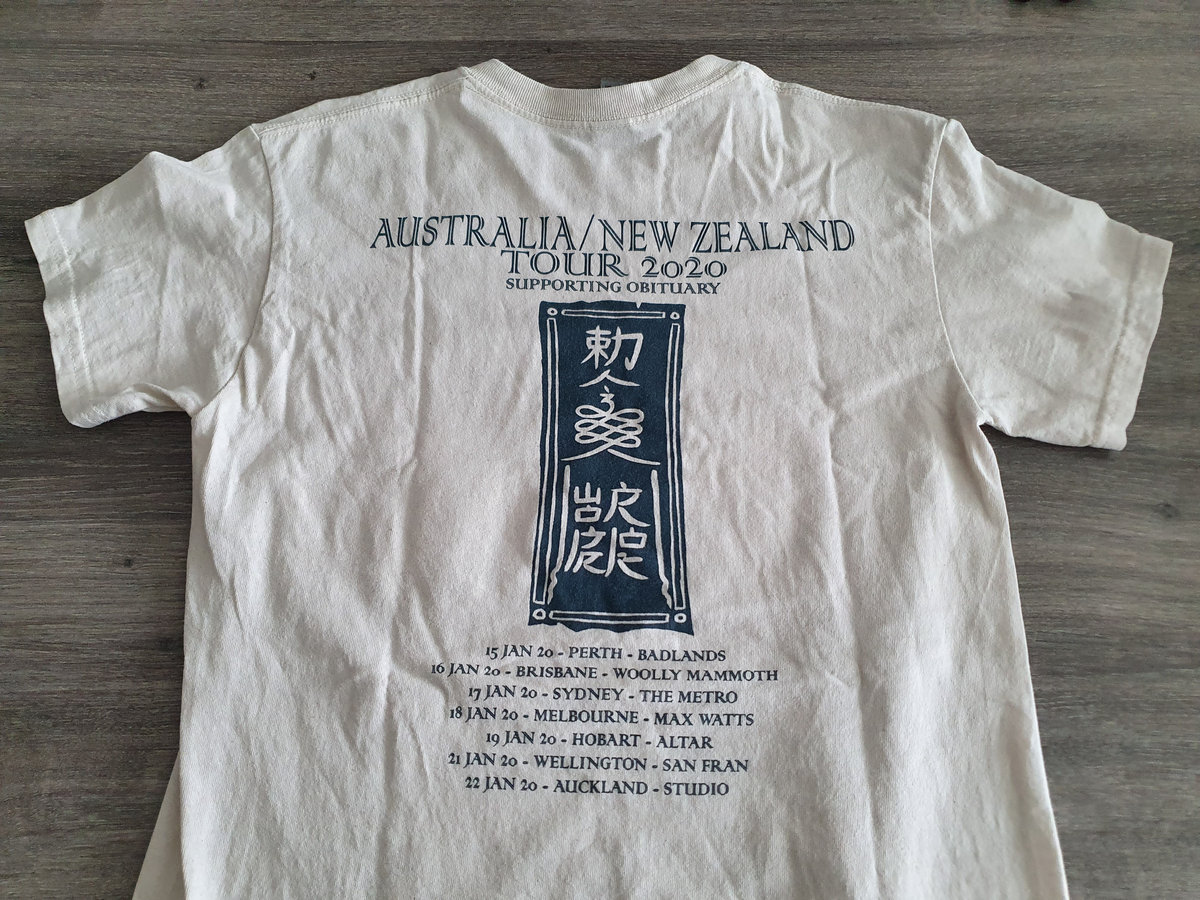 AUSTRALIA/NEW ZEALAND
TOUR 2020
SUPPORTING OBITUARY
勅令
15 JAN 20 - PERTH - BADLANDS
16 JAN 20 - BRISBANE - WOOLLY MAMMOTH
17 JAN 20 - SYDNEY - THE METRO
18 JAN 20 - MELBOURNE - MAX WATTS
19 JAN 20 - HOBART - ALTAR
21 JAN 20 - WELLINGTON - SAN FRAN
22 JAN 20 - AUCKLAND - STUDIO